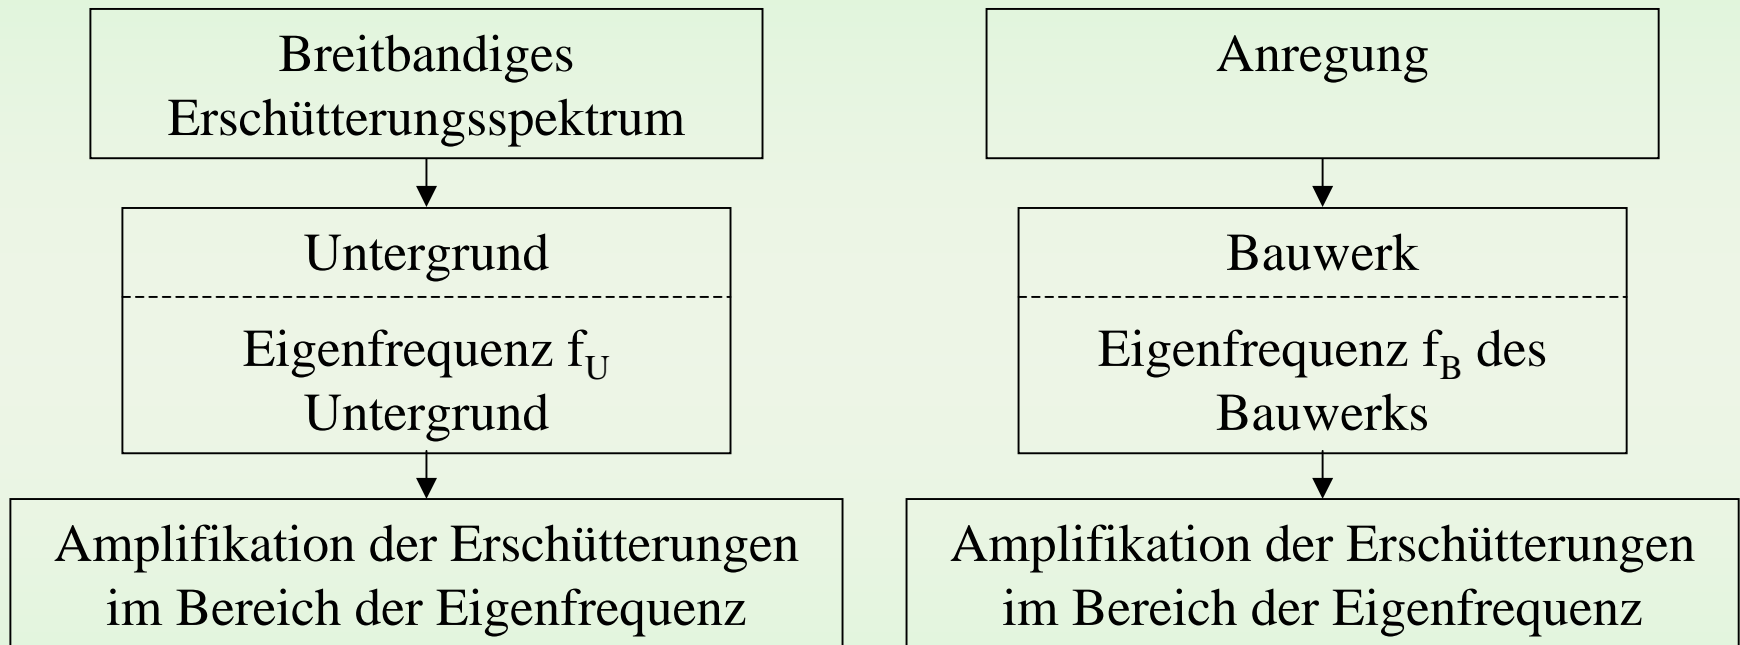 Breitbandiges
Erschütterungsspektrum
Untergrund
Eigenfrequenz fU
Untergrund
Amplifikation der Erschütterungen
im Bereich der Eigenfrequenz
Anregung
Bauwerk
Eigenfrequenz fB des
Bauwerks
Amplifikation der Erschütterungen
im Bereich der Eigenfrequenz